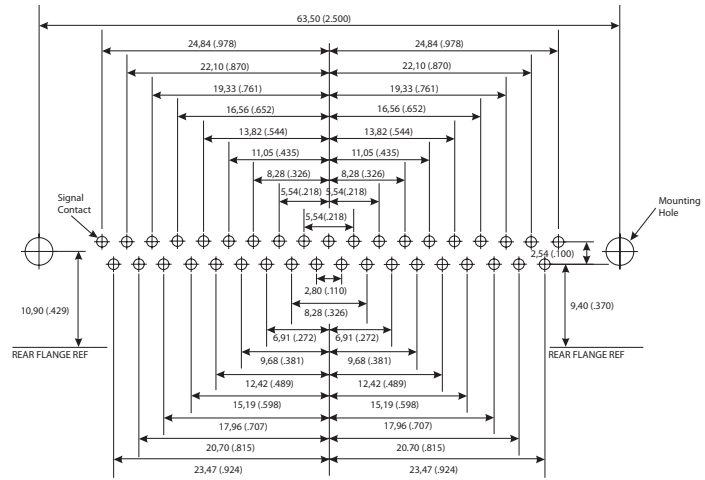 63,50 (2.500)
24,84 (.978) 24,84 (.978)
22,10 (.870) 22,10 (.870)
19,33 (.761) 19,33 (.761)
16,56 (.652) 16,56 (.652)
13,82 (.544) 13,82 (.544)
11,05 (.435) 11,05 (.435)
8,28 (.326) 8,28 (.326)
5,54(.218) 5,54(.218)
5,54(.218)
Signal
Contact
Mounting
Hole
2,54 (.100)
2,80 (.110)
10,90 (.429)
9,40 (.370)
8,28 (.326)
6,91 (.272) 6,91 (.272)
REAR FLANGE REF REAR FLANGE REF
9,68 (.381) 9,68 (.381)
12,42 (.489) 12,42 (.489)
15,19 (.598) 15,19 (.598)
17,96 (.707) 17,96 (.707)
20,70 (.815) 20.70 (.815)
23,47 (.924) 23,47 (.924)